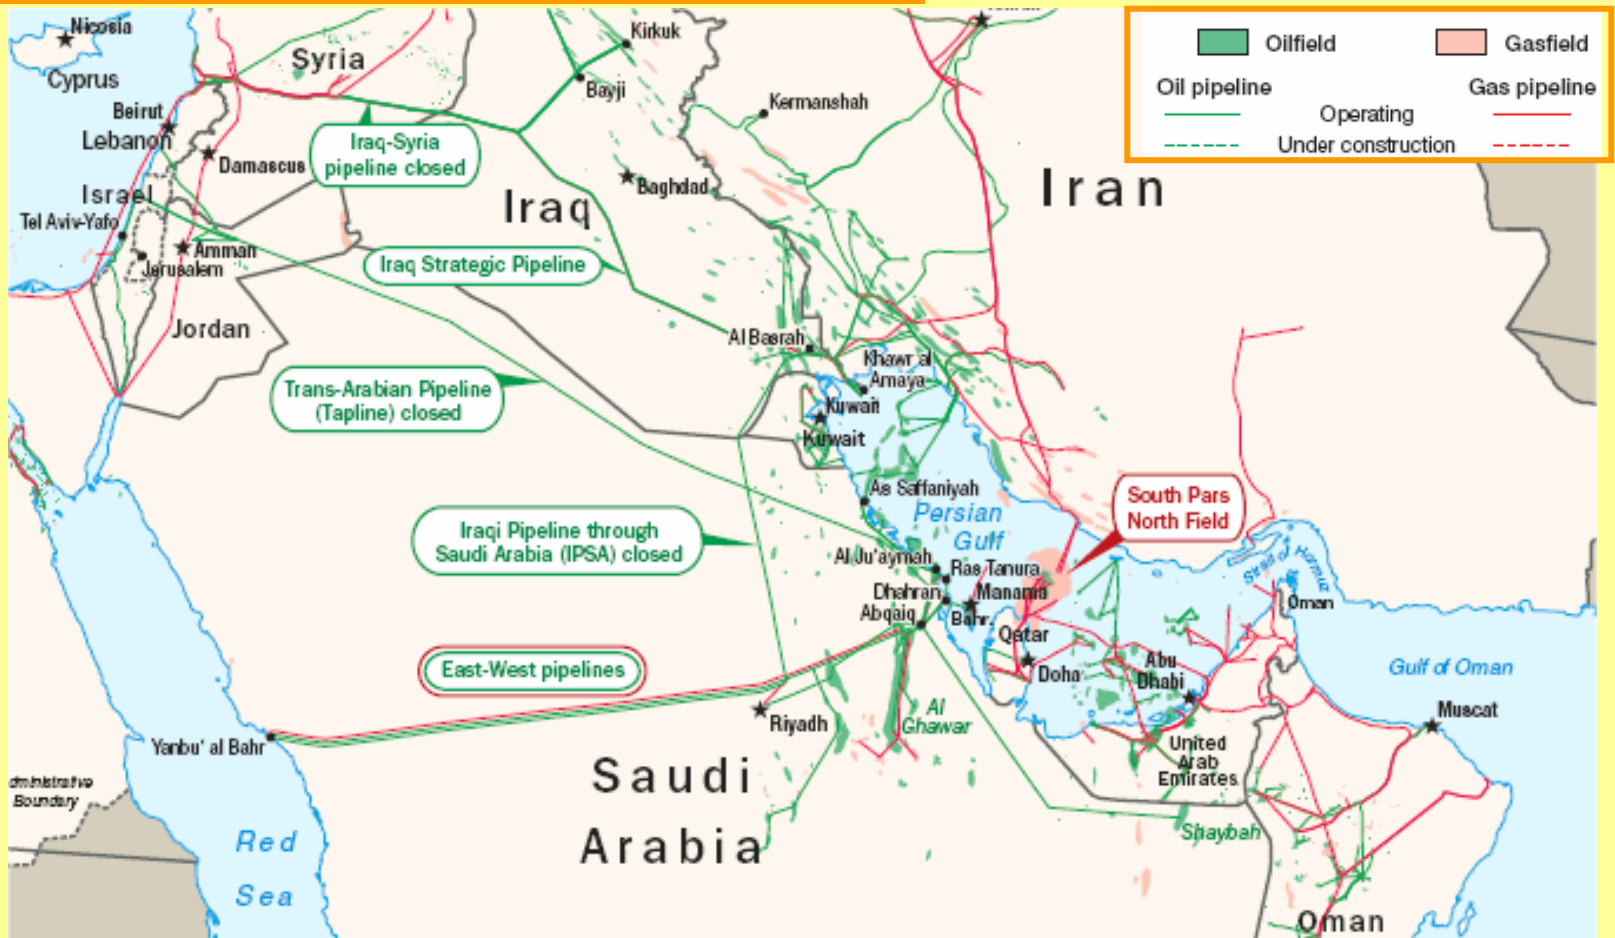 Nicosia
Cyprus
Syria
Kirkuk
Bayji
Kermanshah
Beirut
Lebanon
Damascus
Iraq-Syria
pipeline closed
Baghdad
Iraq
Iran
Israel
Tel Aviv-Yafo
Amman
Jerusalem
Jordan
Iraq Strategic Pipeline
Al Basrah
Khawr al
Amaya
Kuwait
Kuwait
Trans-Arabian Pipeline
(Tapline) closed
As Saffaniyah
Persian
Gulf
South Pars
North Field
Iraqi Pipeline through
Saudi Arabia (IPSA) closed
Al Ju'aymah
Ras Tanura
Dhahran
Manama
Abqaiq
Bahr.
Qatar
Doha
Strait of Hormuz
Oman
Abu
Dhabi
Gulf of Oman
Muscat
East-West pipelines
Riyadh
Al
Ghawar
United
Arab
Emirates
Yanbu' al Bahr
Saudi
Arabia
Shaybah
dministrative
Boundary
Red
Sea
Oman
Oilfield
Gasfield
Oil pipeline
Gas pipeline
Operating
Under construction